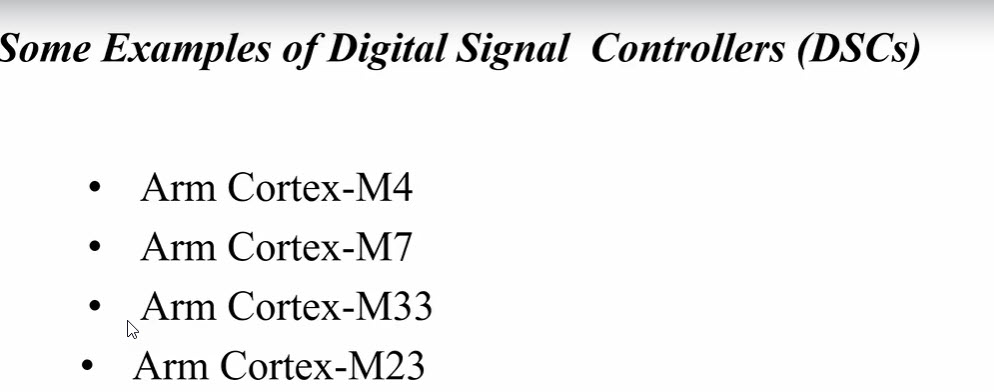 Some Examples of Digital Signal Controllers (DSCs)
• Arm Cortex-M4
• Arm Cortex-M7
• Arm Cortex-M33
• Arm Cortex-M23